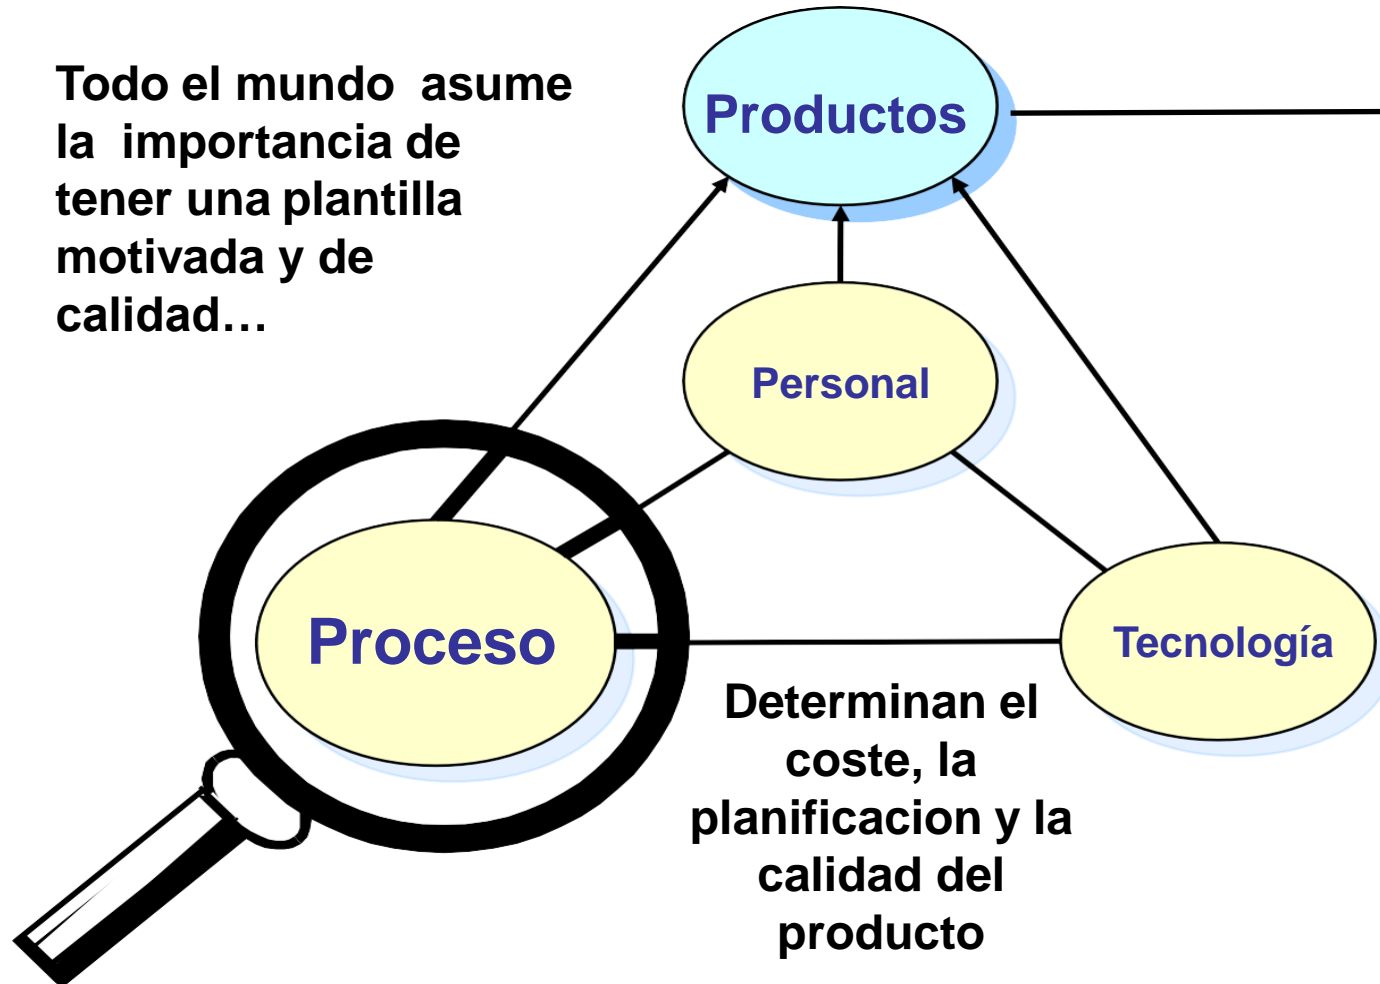 Todo el mundo asume
la importancia de
tener una plantilla
motivada y de
calidad…
Productos
Personal
Proceso
Tecnología
Determinan el
coste, la
planificacion y la
calidad del
producto